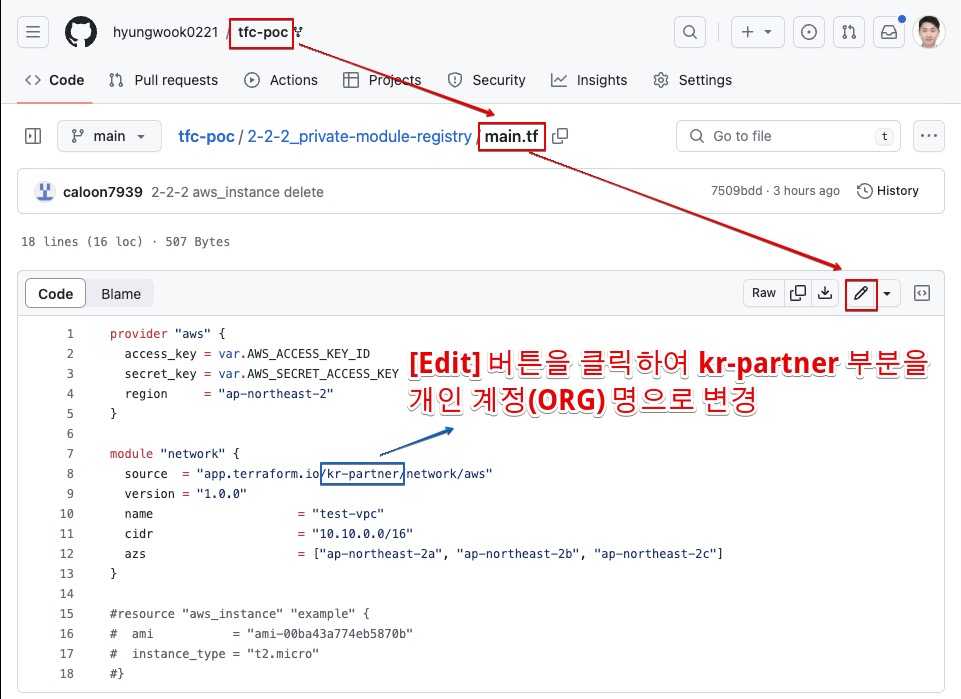 hyungwook0221 / tfc-poc
Code Pull requests Actions Projects Security Insights Settings
main tfc-poc / 2-2-2_private-module-registry / main.tf Go to file t
caloon7939 2-2-2 aws_instance delete 7509bdd · 3 hours ago History
18 lines (16 loc) · 507 Bytes
Code Blame Raw
1 provider "aws" {
2 access_key = var.AWS_ACCESS_KEY_ID
3 secret_key = var.AWS_SECRET_ACCESS_KEY
4 region = "ap-northeast-2"
5 }
6
7 module "network" {
8 source = "app.terraform.io/kr-partner/network/aws"
9 version = "1.0.0"
10 name = "test-vpc"
11 cidr = "10.10.0.0/16"
12 azs = ["ap-northeast-2a", "ap-northeast-2b", "ap-northeast-2c"]
13 }
14
15 #resource "aws_instance" "example" {
16 # ami = "ami-00ba43a774eb5870b"
17 # instance_type = "t2.micro"
18 #}
[Edit] 버튼을 클릭하여 kr-partner 부분을
개인 계정(ORG) 명으로 변경